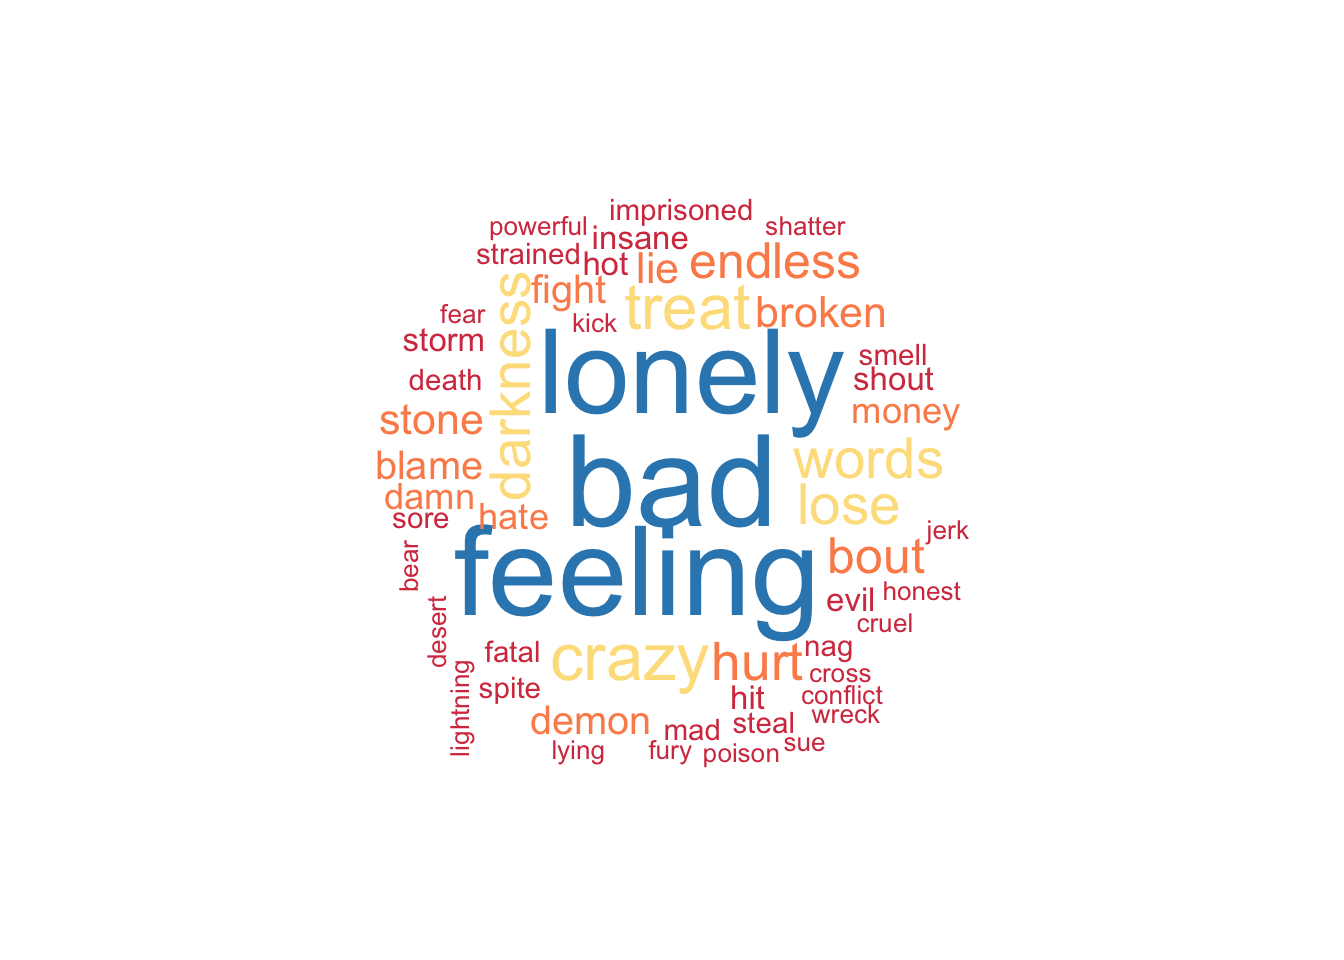 imprisoned
powerful
shatter
insane
strained
hot
lie
endless
fight
treat
broken
kick
fear
storm
darkness
lonely
smell
death
shout
stone
money
bad
words
blame
damn
lose
sore
hate
feeling
bout
jerk
bear
evil
honest
cruel
desert
fatal
crazy
hurt
nag
cross
spite
lightning
hit
conflict
demon
mad
steal
wreck
lying
fury
poison
sue